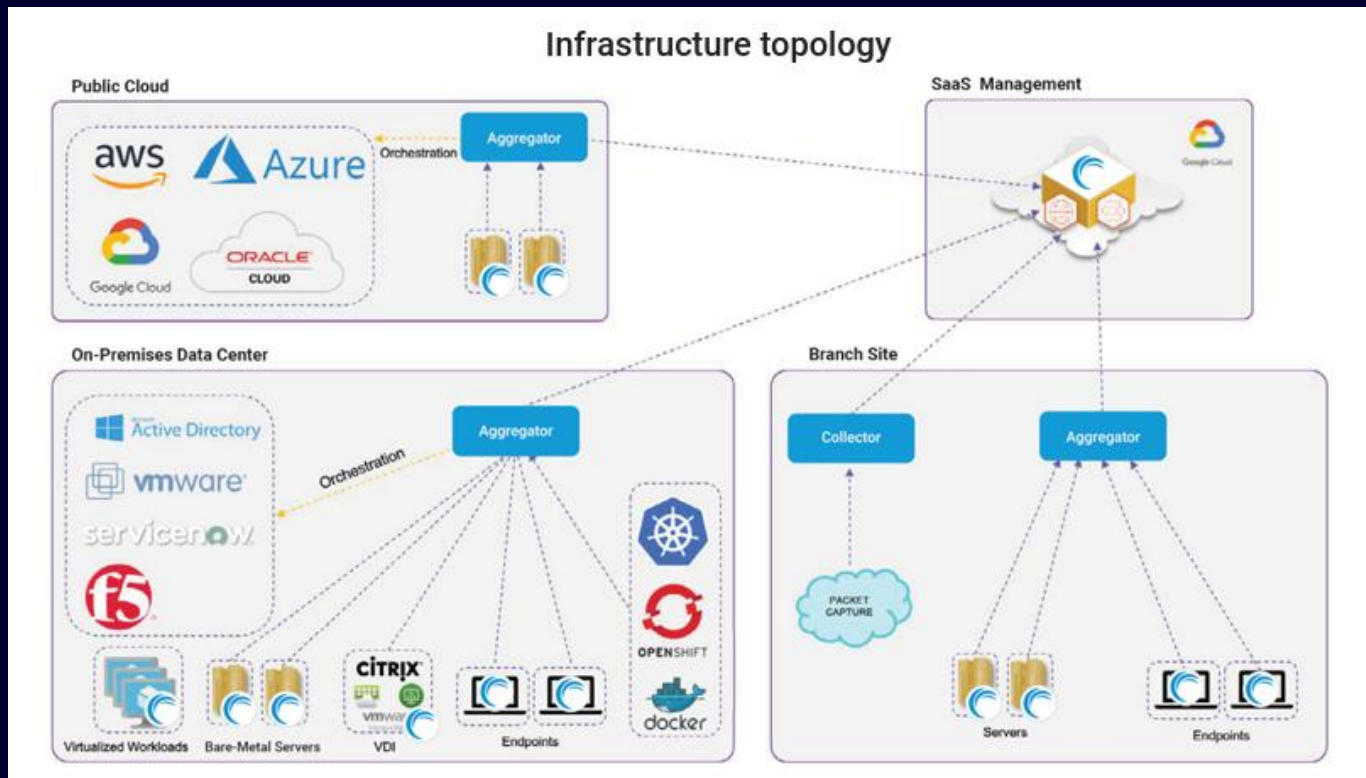 Infrastructure topology
Public Cloud
SaaS Management
aws
Azure
Orchestration
Aggregator
Google Cloud
Google Cloud
ORACLE
CLOUD
On-Premises Data Center
Branch Site
Microsoft
Active Directory
vmware
servicenow
f5
Orchestration
Aggregator
Collector
Aggregator
PACKET
CAPTURE
OPENSHIFT
docker
CITRIX
vmware
Virtualized Workloads
Bare-Metal Servers
VDI
Endpoints
Servers
Endpoints